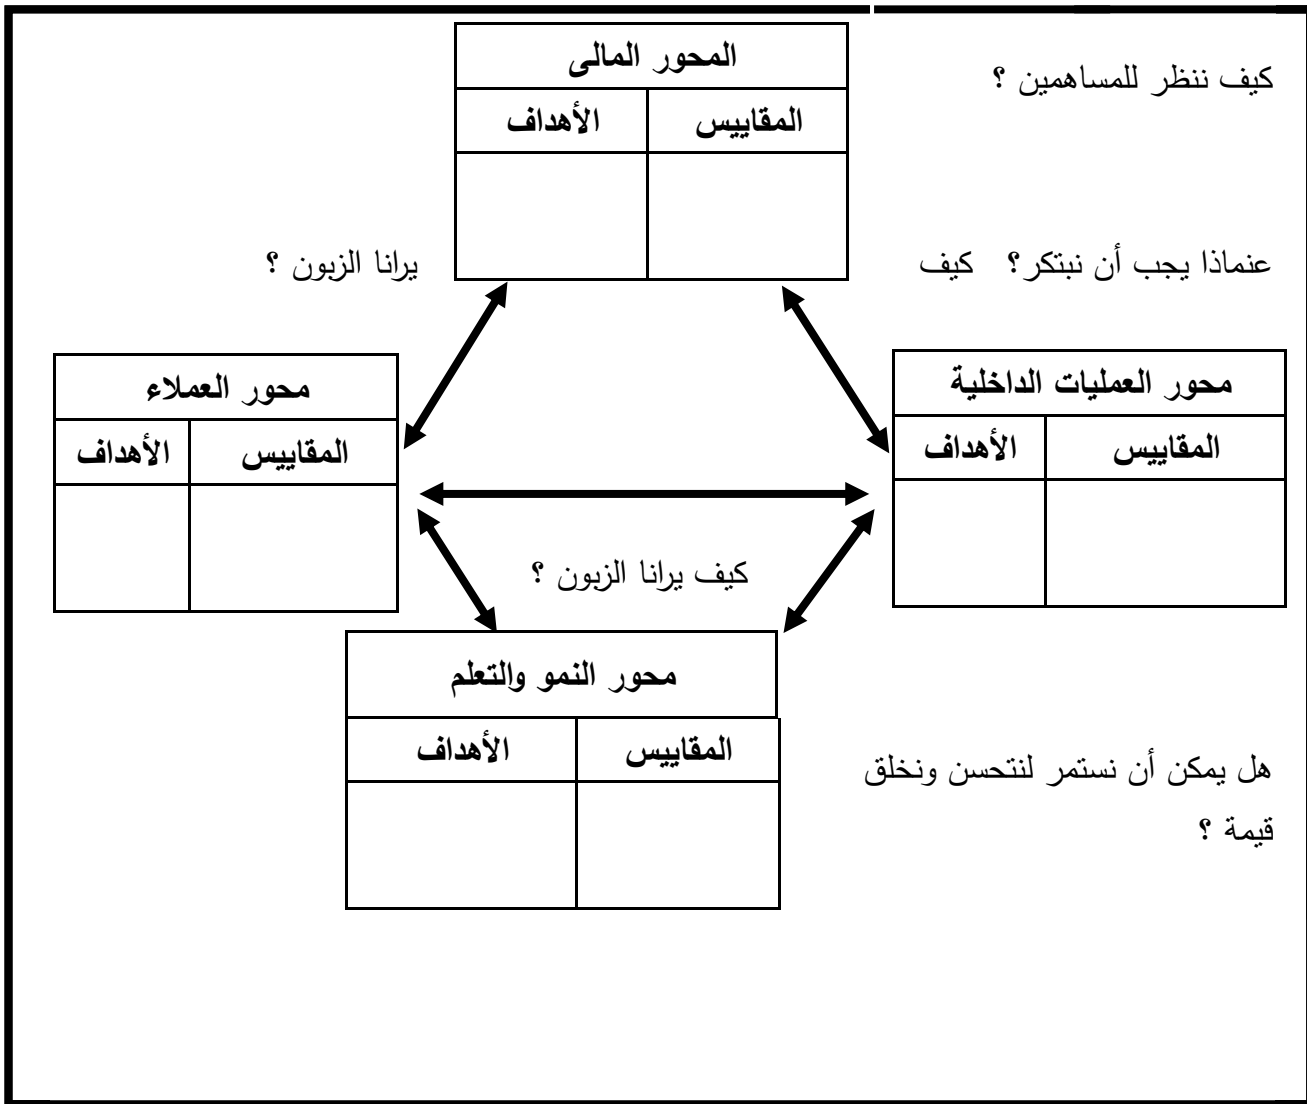 المحور المالى
كيف ننظر للمساهمين ؟
المقاييس الأهداف
عنماذا يجب أن نبتكر؟ كيف يرانا الزبون ؟
محور العمليات الداخلية
المقاييس الأهداف
محور العملاء
المقاييس الأهداف
كيف يرانا الزبون ؟
محور النمو والتعلم
المقاييس الأهداف
هل يمكن أن نستمر لنتحسن ونخلق
قيمة ؟